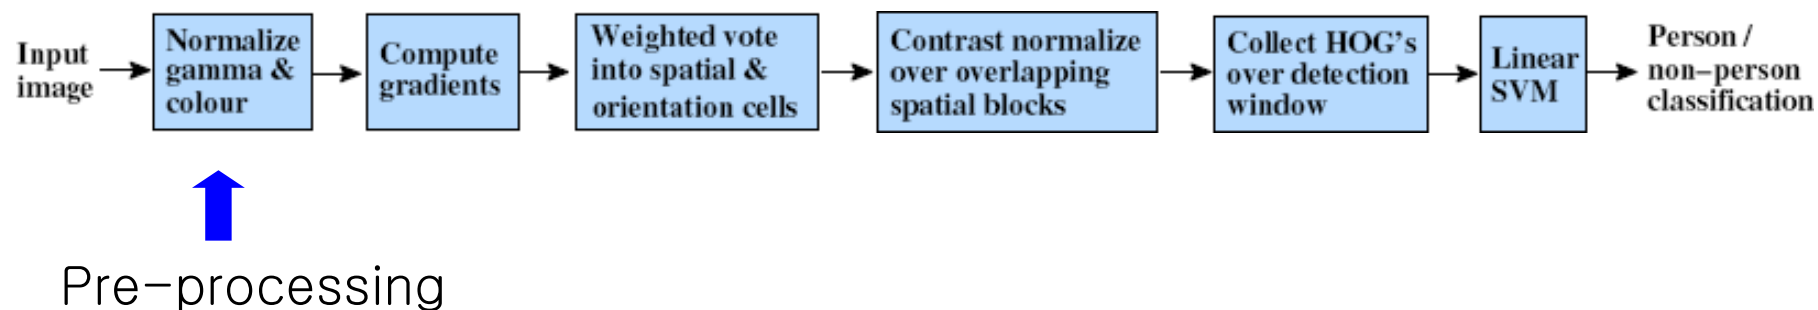 Input
image
Normalize
gamma &
colour
Compute
gradients
Weighted vote
into spatial &
orientation cells
Contrast normalize
over overlapping
spatial blocks
Collect HOG's
over detection
window
Linear
SVM
Person /
non-person
classification
Pre-processing